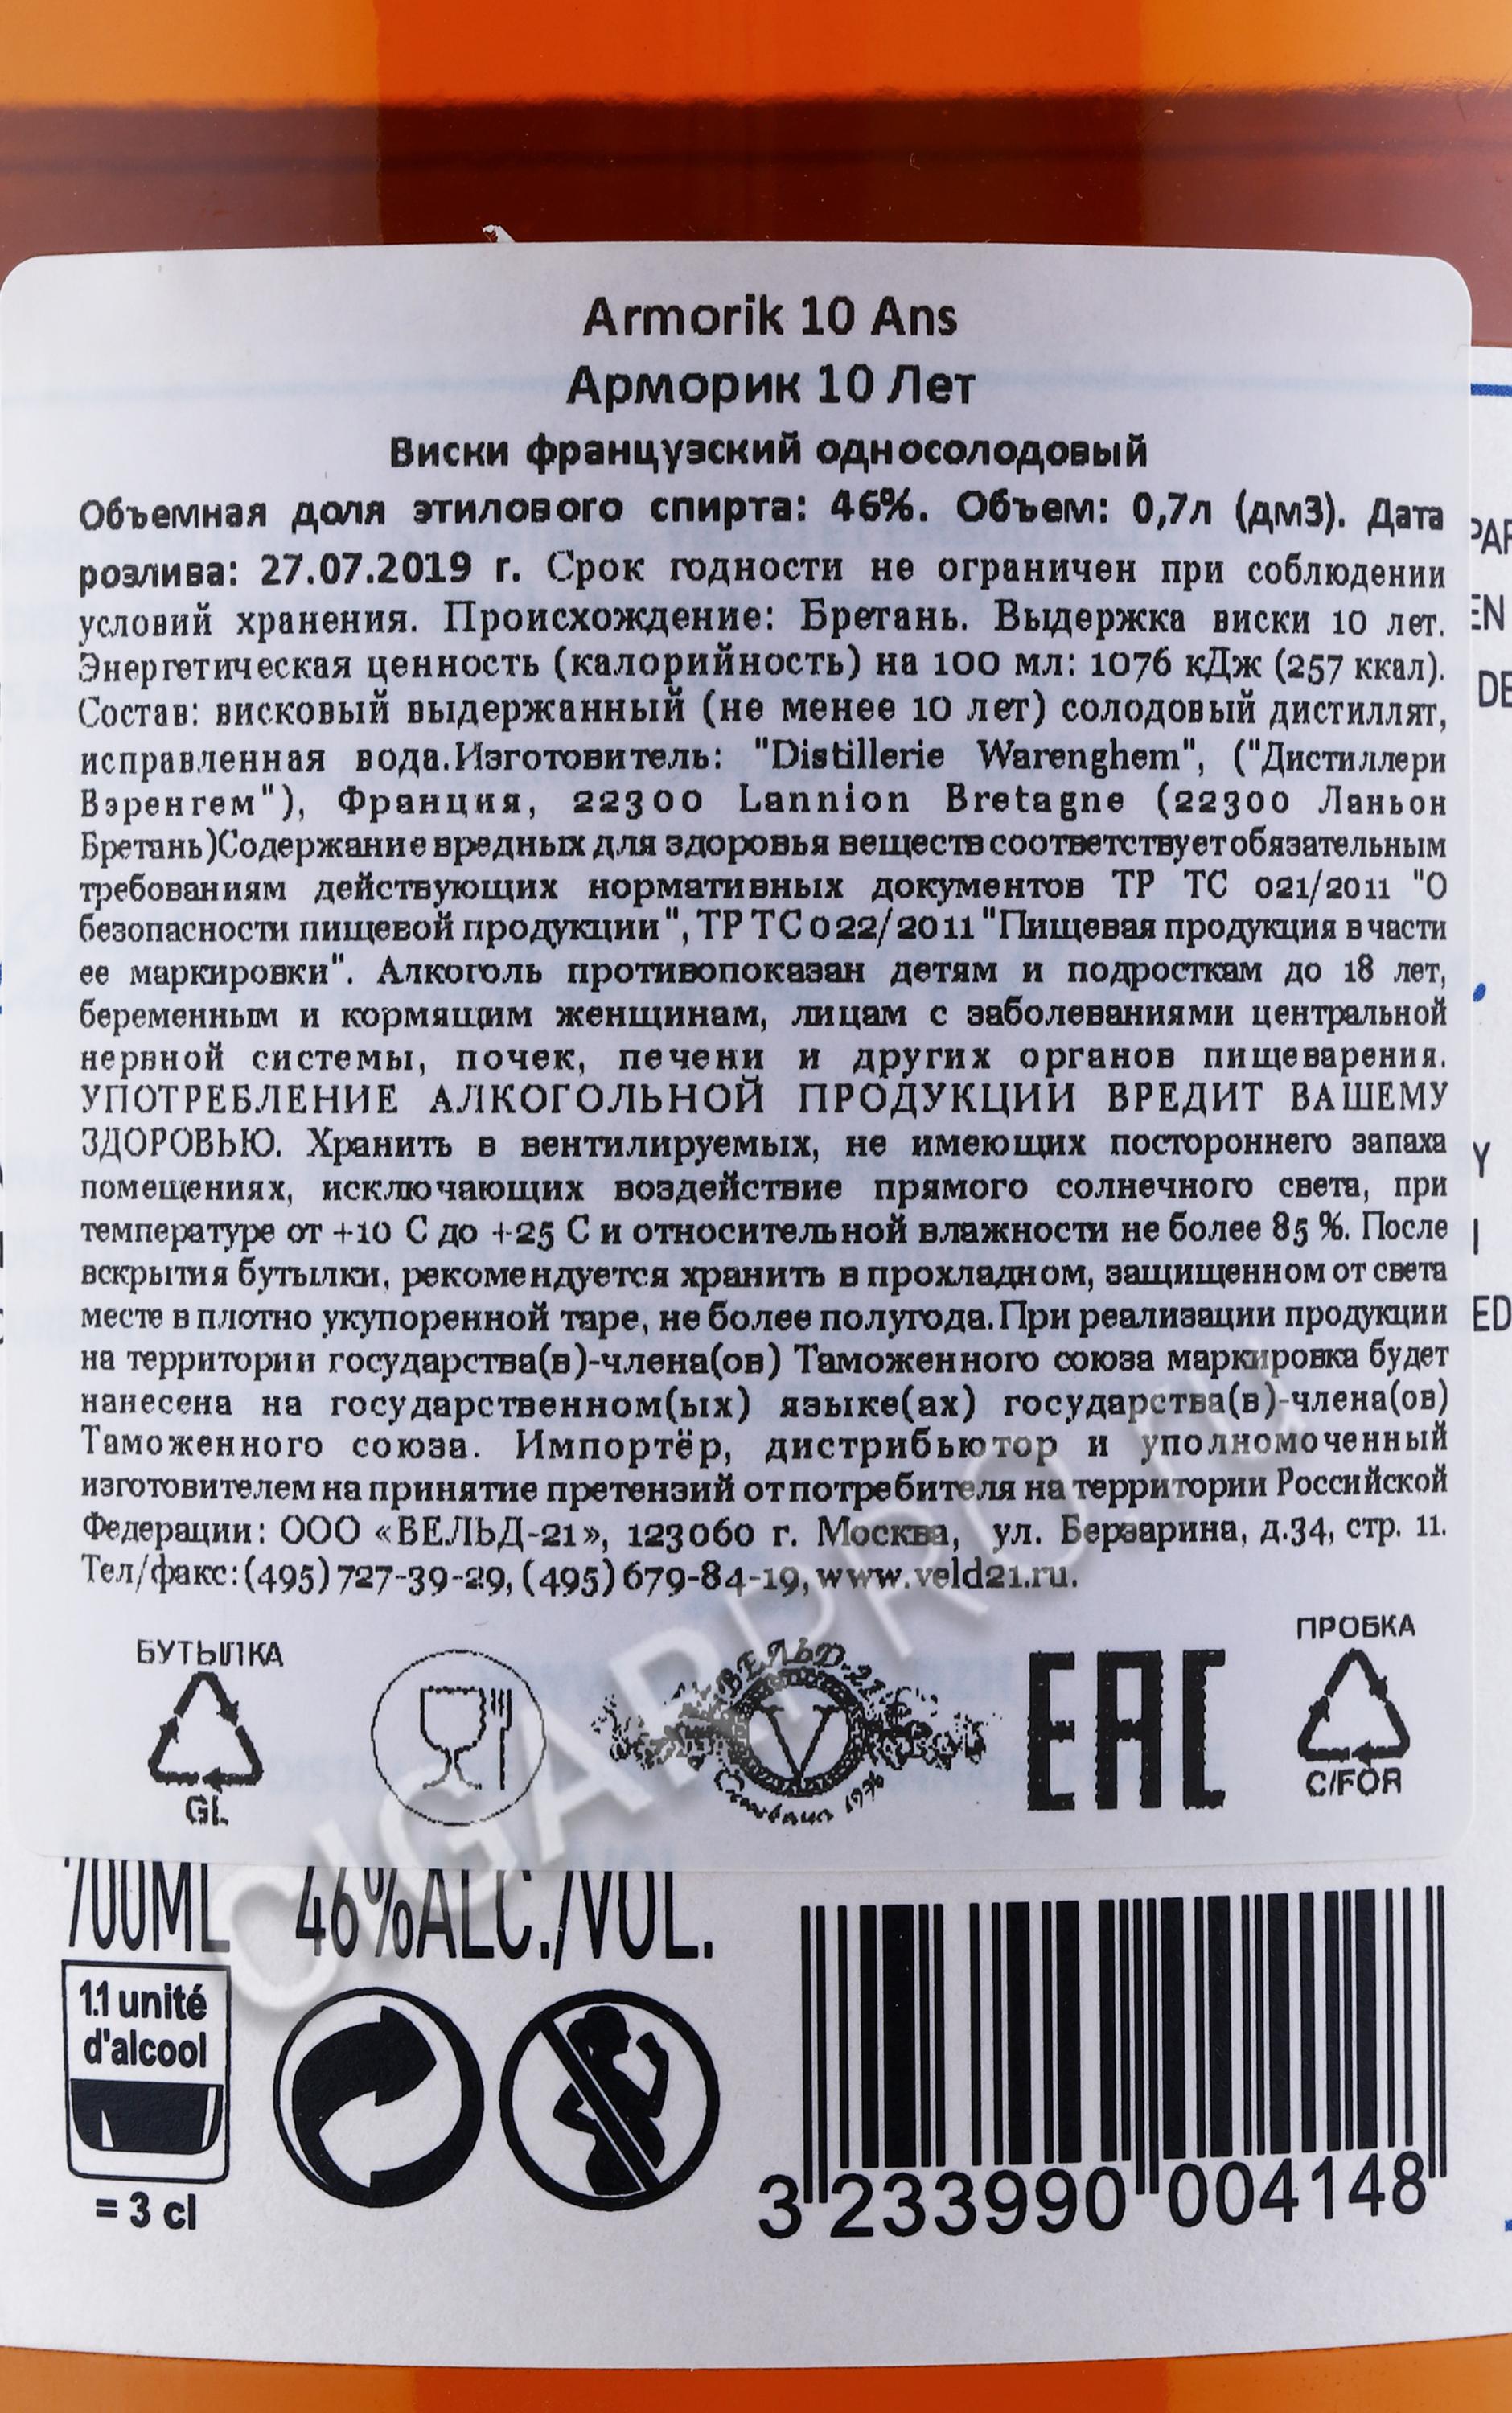 Armorik 10 Ans
Арморик 10 Лет
Виски французский односолодовый
Объемная доля этилового спирта: 46%. Объем: 0,7л (дм3). Дата
розлива: 27.07.2019 г. Срок годности не ограничен при соблюдении
условий хранения. Происхождение: Бретань. Выдержка виски 10 лет.
Энергетическая ценность (калорийность) на 100 мл: 1076 кДж (257 ккал).
Состав: висковый выдержанный (не менее 10 лет) солодовый дистиллят,
исправленная вода.Изготовитель: "Distillerie Warenghem", ("Дистиллери
Вэренгем"), Франция, 22300 Lannion Bretagne (22300 Ланьон
Бретань)Содержание вредных для здоровья веществ соответствует обязательным
требованиям действующих нормативных документов ТР ТС 021/2011 "О
безопасности пищевой продукции", ТР ТС 022/2011 "Пищевая продукция в части
ее маркировки". Алкоголь противопоказан детям и подросткам до 18 лет,
беременным и кормящим женщинам, лицам с заболеваниями центральной
нервной системы, почек, печени и других органов пищеварения.
УПОТРЕБЛЕНИЕ АЛКОГОЛЬНОЙ ПРОДУКЦИИ ВРЕДИТ ВАШЕМУ
ЗДОРОВЬЮ. Хранить в вентилируемых, не имеющих постороннего запаха
помещениях, исключающих воздействие прямого солнечного света, при
температуре от +10 С до +25 С и относительной влажности не более 85 %. После
вскрытия бутылки, рекомендуется хранить в прохладном, защищенном от света
месте в плотно укупоренной таре, не более полугода.При реализации продукции
на территории государства(в)-члена(ов) Таможенного союза маркировка будет
нанесена на государственном(ых) языке(ах) государства(в)-члена(ов)
Таможенного союза. Импортёр, дистрибьютор и уполномоченный
изготовителем на принятие претензий от потребителя на территории Российской
Федерации: ООО «ВЕЛЬД-21», 123060 г. Москва, ул. Берзарина, д.34, стр. 11.
Тел/факс: (495) 727-39-29, (495) 679-84-19, www.veld21.ru.
БУТЫЛКА
GL
ВЕЛЬД-21
V
EAC
ПРОБКА
C/FOR
CIGARPRO.ru
700ML 46%ALC./VOL.
1.1 unité
d'alcool
= 3 cl
3 233990 004148